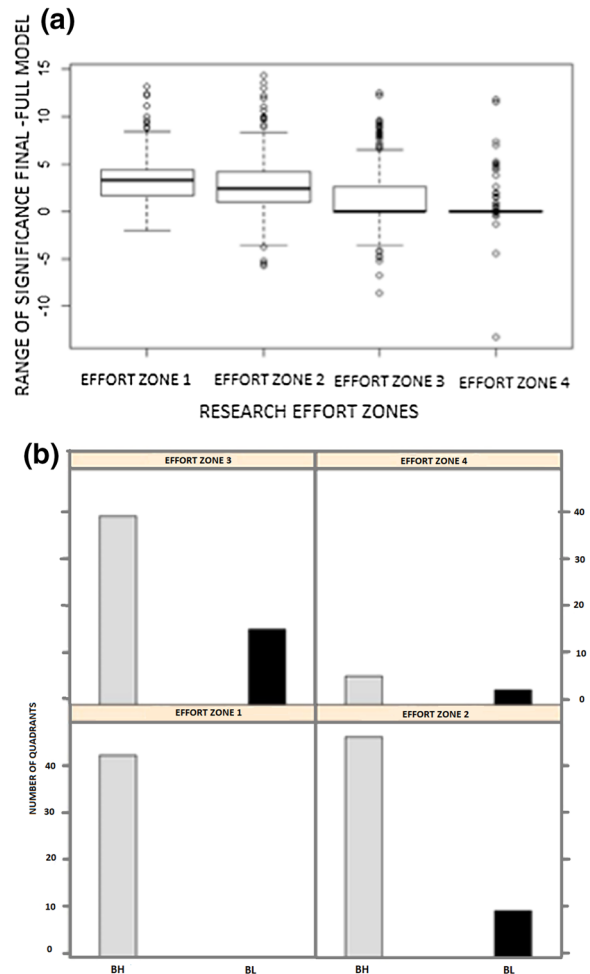 (a)
RANGE OF SIGNIFICANCE FINAL -FULL MODEL
15
10
5
0
-5
-10
EFFORT ZONE 1 EFFORT ZONE 2 EFFORT ZONE 3 EFFORT ZONE 4
RESEARCH EFFORT ZONES
(b)
EFFORT ZONE 3 EFFORT ZONE 4
40
30
20
10
0
EFFORT ZONE 1 EFFORT ZONE 2
NUMBER OF QUADRANTS
40
30
20
10
0
BH BL BH BL